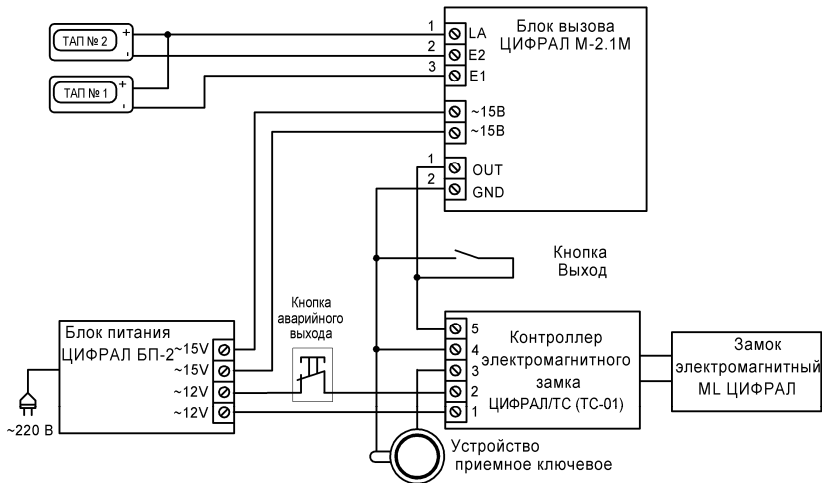 ТАП № 2
+
-
ТАП № 1
+
-
1
2
3
LA
E2
E1
~15В
~15В
1
2
OUT
GND
Блок вызова
ЦИФРАЛ М-2.1М
Кнопка
Выход
Кнопка
аварийного
выхода
Блок питания
ЦИФРАЛ БП-2
~15V
~15V
~12V
~12V
~220 В
5
4
3
2
1
Контроллер
электромагнитного
замка
ЦИФРАЛ/ТС (ТС-01)
Замок
электромагнитный
ML ЦИФРАЛ
Устройство
приемное ключевое